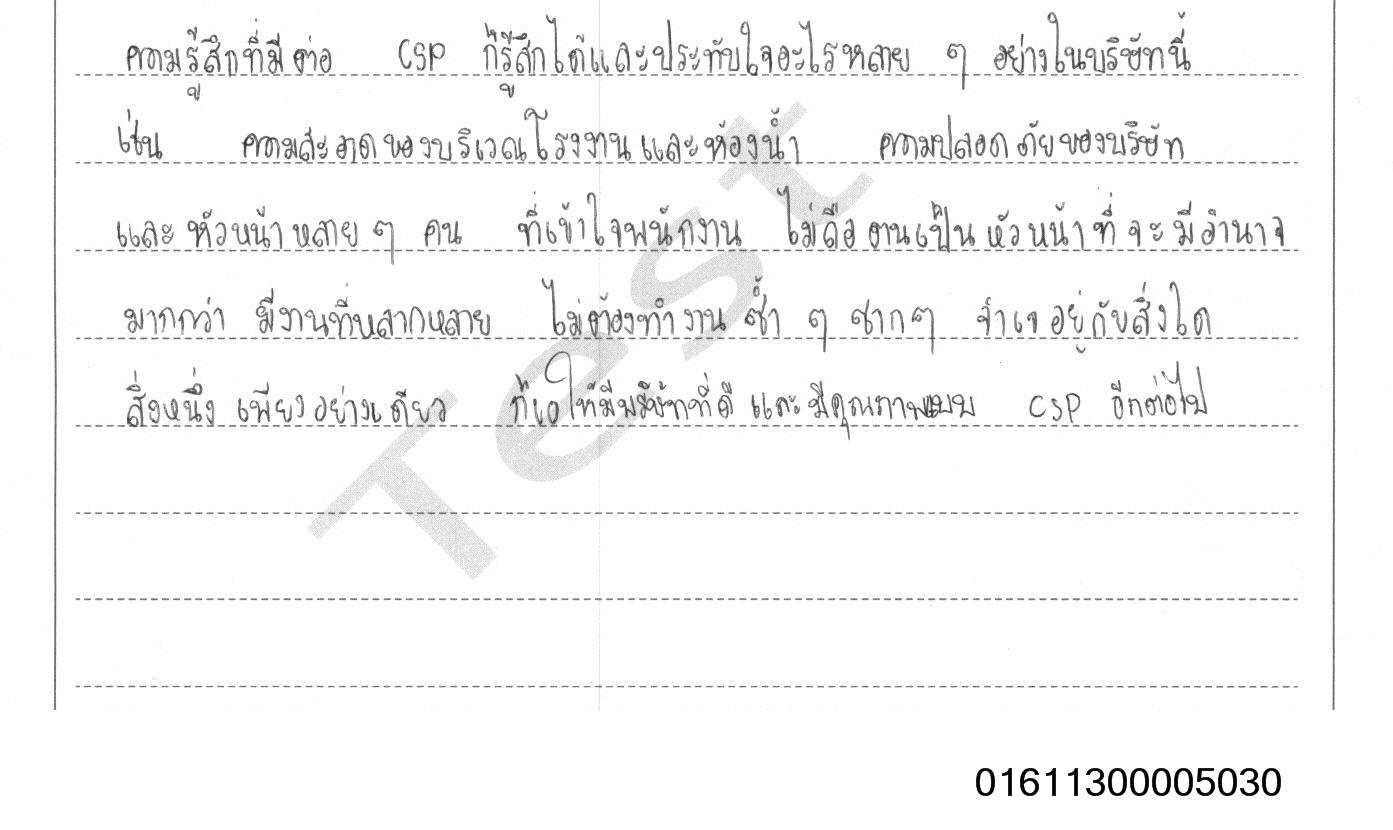 ความรู้สึกที่มีต่อ CSP ก็รู้สึกได้และประทับใจอะไรหลาย ๆ อย่างในบริษัทนี้
เช่น ความสะอาดของบริเวณโรงงานและห้องน้ำ ความปลอดภัยของบริษัท
และหัวหน้าหลาย ๆ คน ที่เข้าใจพนักงาน ไม่ถือตนเป็นหัวหน้าที่จะมีอำนาจ
มากกว่า มีงานที่หลากหลาย ไม่ต้องทำงานซ้ำ ๆ ซากๆ จำเจอยู่กับสิ่งใด
สิ่งหนึ่ง เพียงอย่างเดียว ก็ขอให้มีบริษัทที่ดี และมีคุณภาพแบบ CSP อีกต่อไป
Test
01611300005030